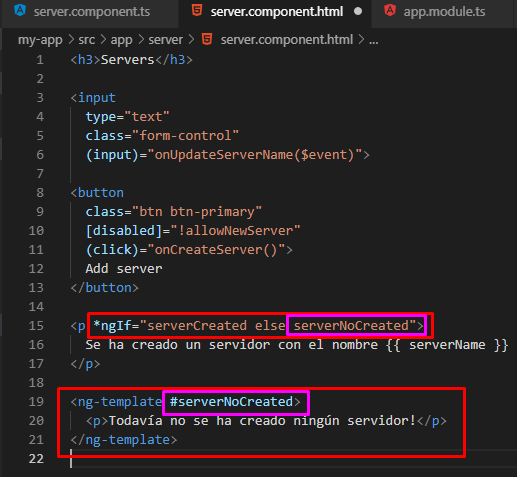 server.component.ts
server.component.html
app.module.ts
my-app > src > app > server > server.component.html > ...
1 <h3>Servers</h3>
2
3 <input
4 type="text"
5 class="form-control"
6 (input)="onUpdateServerName($event)">
7
8 <button
9 class="btn btn-primary"
10 [disabled]="!allowNewServer"
11 (click)="onCreateServer()">
12 Add server
13 </button>
14
15 <p *ngIf="serverCreated else serverNoCreated">
16 Se ha creado un servidor con el nombre {{ serverName }}
17 </p>
18
19 <ng-template #serverNoCreated>
20 <p>Todavía no se ha creado ningún servidor!</p>
21 </ng-template>
22